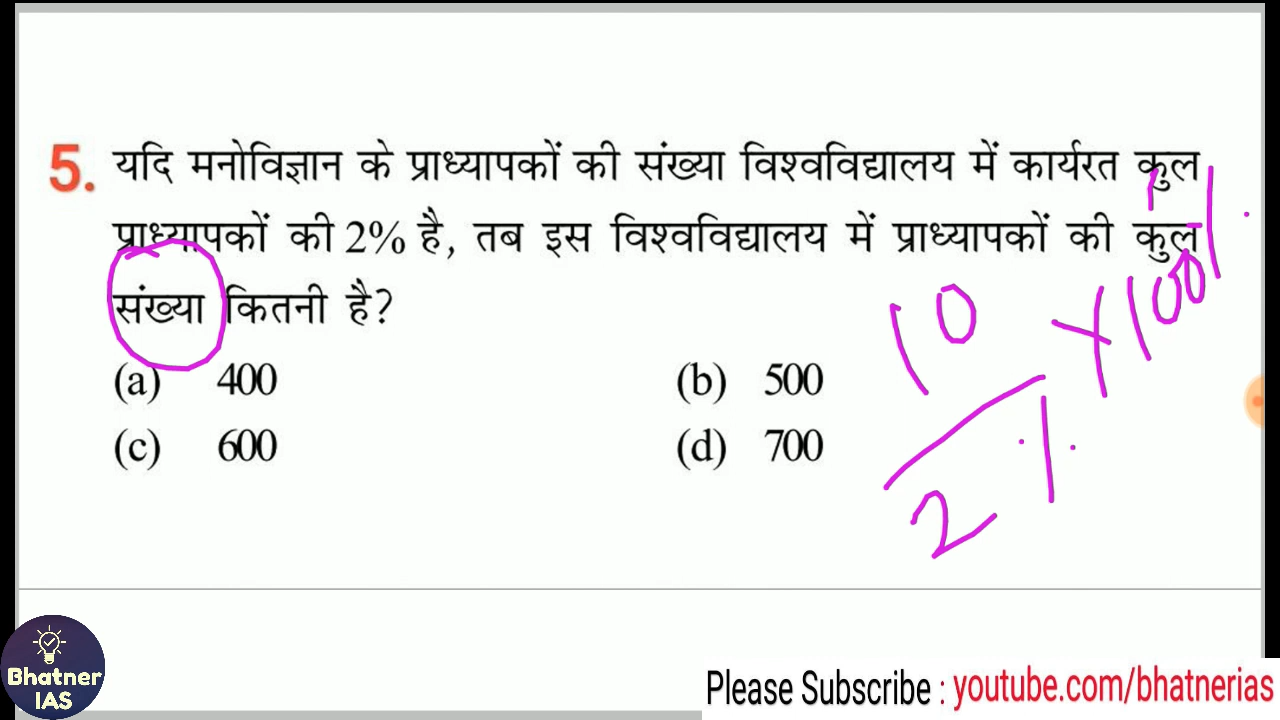 5. यदि मनोविज्ञान के प्राध्यापकों की संख्या विश्वविद्यालय में कार्यरत कुल
प्राध्यापकों की 2% है, तब इस विश्वविद्यालय में प्राध्यापकों की कुल
संख्या कितनी है?
(a) 400 (b) 500
(c) 600 (d) 700
10 × 100%
2%
Bhatner
IAS
Please Subscribe : youtube.com/bhatnerias